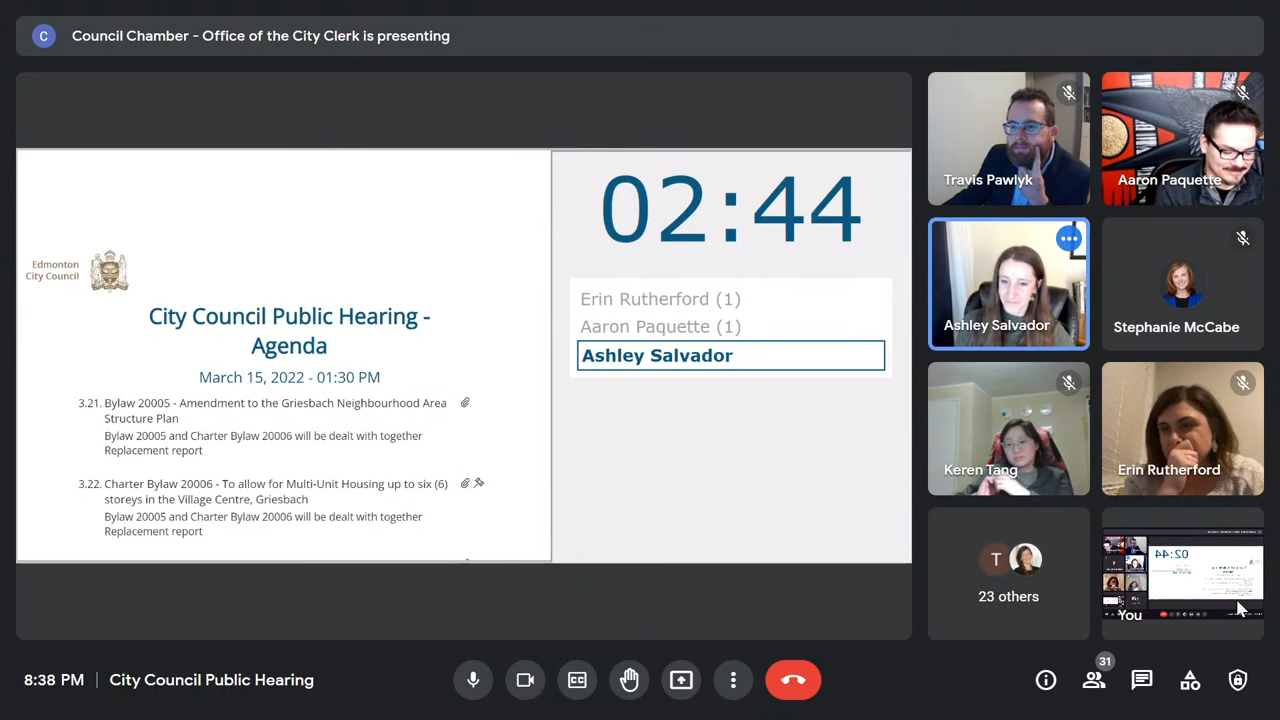 C
Council Chamber - Office of the City Clerk is presenting
Edmonton
City Council
City Council Public Hearing -
Agenda
March 15, 2022 - 01:30 PM
3.21. Bylaw 20005 - Amendment to the Griesbach Neighbourhood Area
Structure Plan
Bylaw 20005 and Charter Bylaw 20006 will be dealt with together
Replacement report
3.22. Charter Bylaw 20006 - To allow for Multi-Unit Housing up to six (6)
storeys in the Village Centre, Griesbach
Bylaw 20005 and Charter Bylaw 20006 will be dealt with together
Replacement report
02:44
Erin Rutherford (1)
Aaron Paquette (1)
Ashley Salvador
Travis Pawlyk
Aaron Paquette
Ashley Salvador
Stephanie McCabe
Keren Tang
Erin Rutherford
T
23 others
02:44
You
8:38 PM | City Council Public Hearing
CC
31